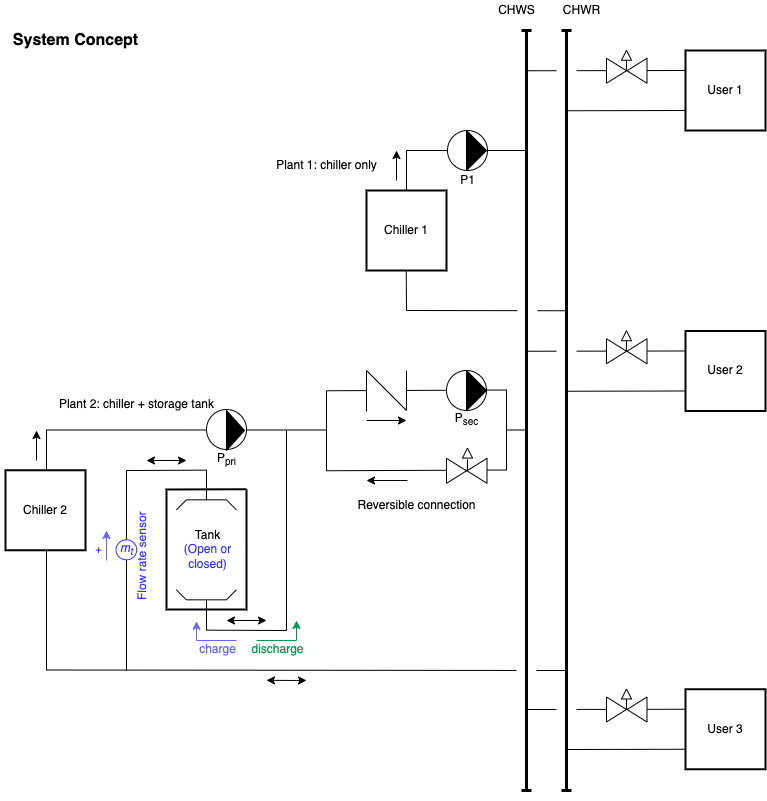 CHWS
CHWR
System Concept
User 1
Plant 1: chiller only
P1
Chiller 1
User 2
Plant 2: chiller + storage tank
Psec
Ppri
Reversible connection
Chiller 2
Tank
(Open or
closed)
+
mt
Flow rate sensor
charge
discharge
User 3